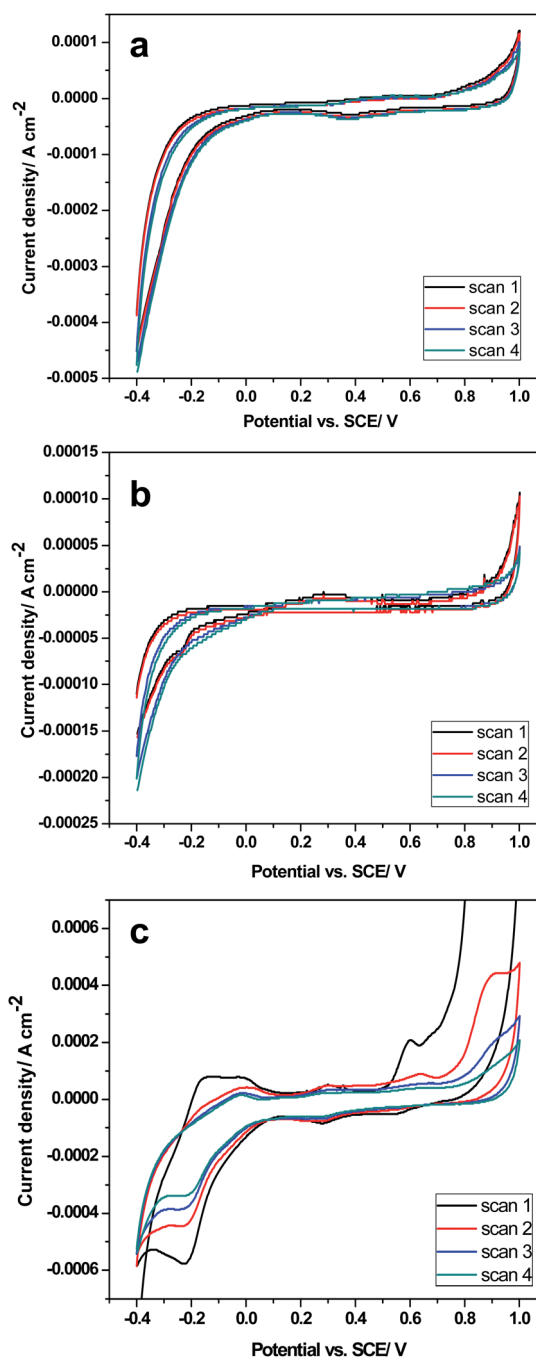 a
0.0001
0.0000
-0.0001
-0.0002
-0.0003
-0.0004
-0.0005
Current density/ A cm-2
scan 1
scan 2
scan 3
scan 4
-0.4 -0.2 0.0 0.2 0.4 0.6 0.8 1.0
Potential vs. SCE/ V
b
0.00015
0.00010
0.00005
0.00000
-0.00005
-0.00010
-0.00015
-0.00020
-0.00025
Current density/ A cm-2
scan 1
scan 2
scan 3
scan 4
-0.4 -0.2 0.0 0.2 0.4 0.6 0.8 1.0
Potential vs. SCE/ V
c
0.0006
0.0004
0.0002
0.0000
-0.0002
-0.0004
-0.0006
Current density/ A cm-2
scan 1
scan 2
scan 3
scan 4
-0.4 -0.2 0.0 0.2 0.4 0.6 0.8 1.0
Potential vs. SCE/ V